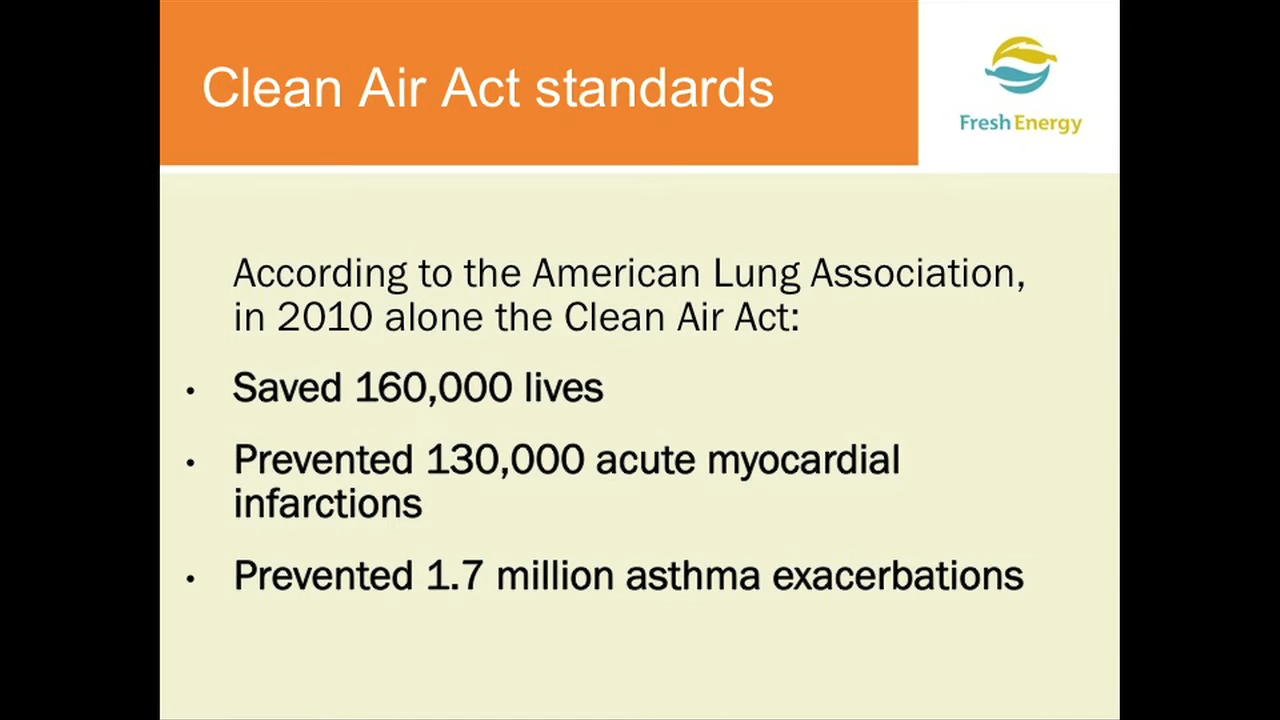 Clean Air Act standards
Fresh Energy
According to the American Lung Association,
in 2010 alone the Clean Air Act:
• Saved 160,000 lives
• Prevented 130,000 acute myocardial
infarctions
• Prevented 1.7 million asthma exacerbations